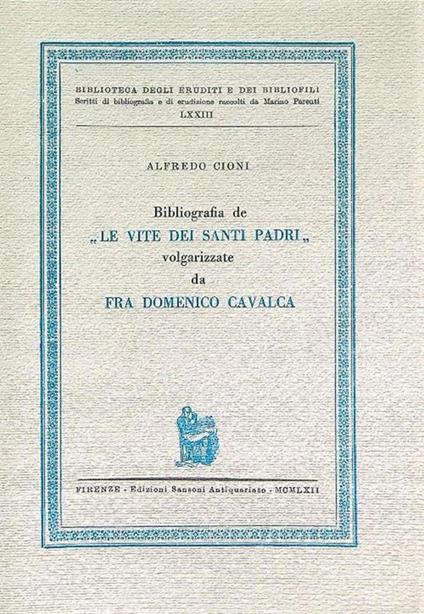 BIBLIOTECA DEGLI ERUDITI E DEI BIBLIOFILI
Scritti di bibliografia e di erudizione raccolti da Marino Parenti
LXXIII
ALFREDO CIONI
Bibliografia de
„LE VITE DEI SANTI PADRI„
volgarizzate
da
FRA DOMENICO CAVALCA
FIRENZE - Edizioni Sansoni Antiquariato - MCMLXII